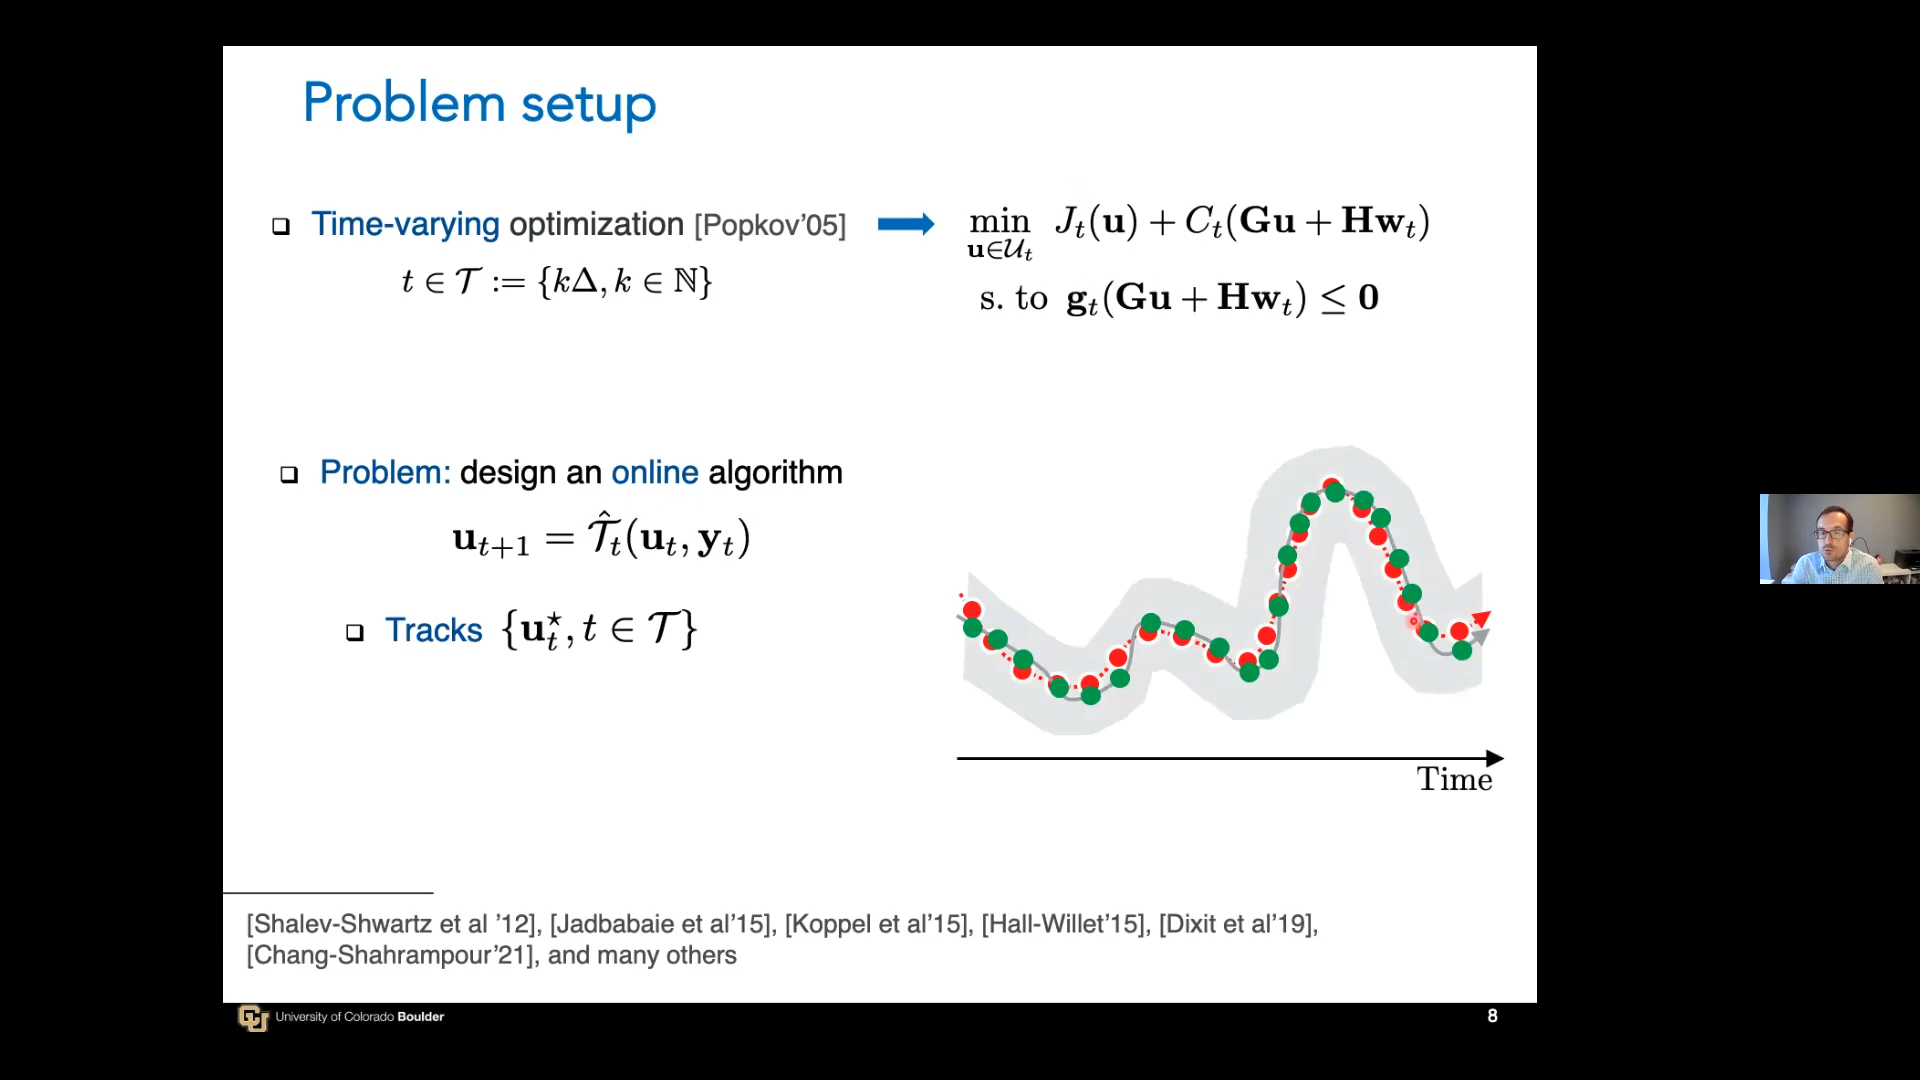 Problem setup
❑ Time-varying optimization [Popkov'05]
t ∈ 𝒯 := {kΔ, k ∈ ℕ}
min J_t(u) + C_t(Gu + Hw_t)
u∈𝒰_t
s. to g_t(Gu + Hw_t) ≤ 0
❑ Problem: design an online algorithm
u_{t+1} = 𝒯̂_t(u_t, y_t)
❑ Tracks {u_t^⋆, t ∈ 𝒯}
Time
[Shalev-Shwartz et al '12], [Jadbabaie et al'15], [Koppel et al'15], [Hall-Willet'15], [Dixit et al'19],
[Chang-Shahrampour'21], and many others
CU University of Colorado Boulder
8